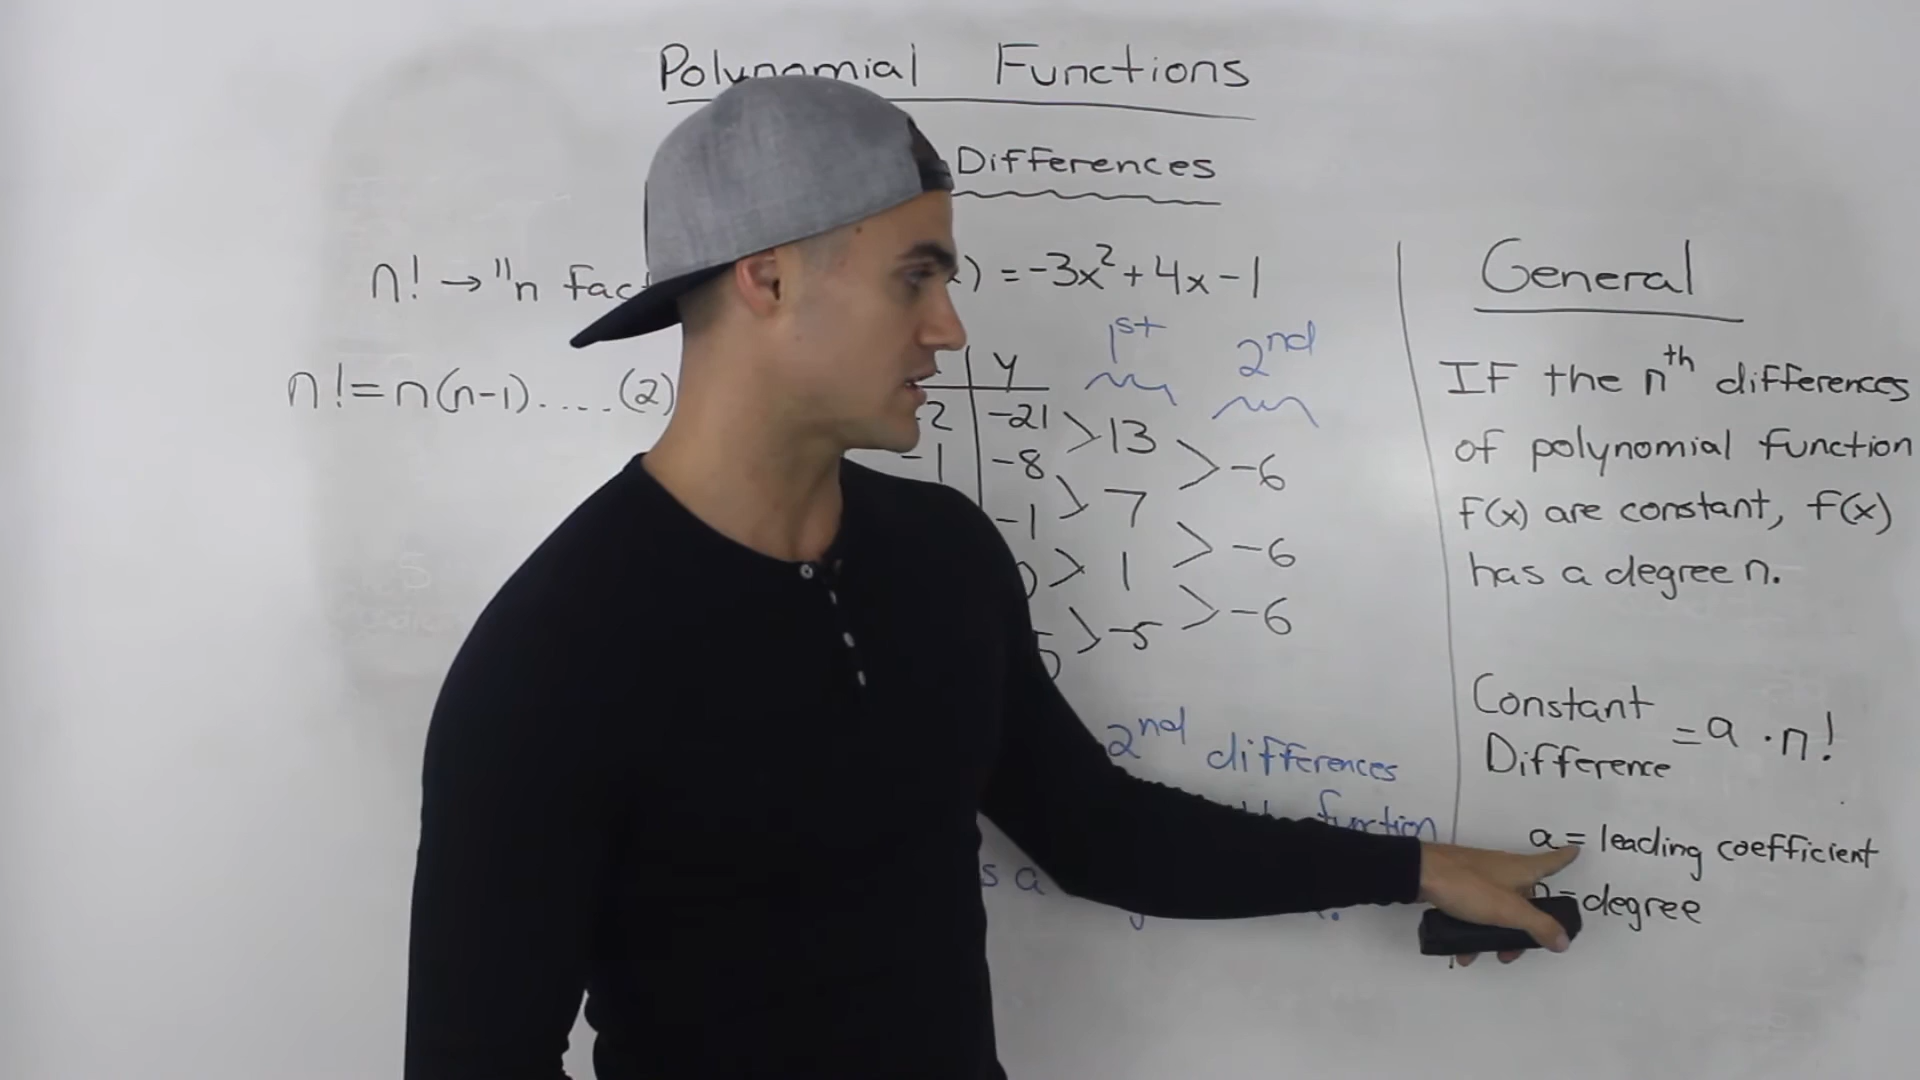 Polynomial Functions
Differences
n! → "n
n! = n(n-1)....(2)
) = -3x² + 4x - 1
1st 2nd
y
-2 -21
-1 -8
-1
13
7
1
-5
-6
-6
-6
2nd differences
function
s a
General
IF the nth differences
of polynomial function
f(x) are constant, f(x)
has a degree n.
Constant
Difference = a · n!
a = leading coefficient
n = degree